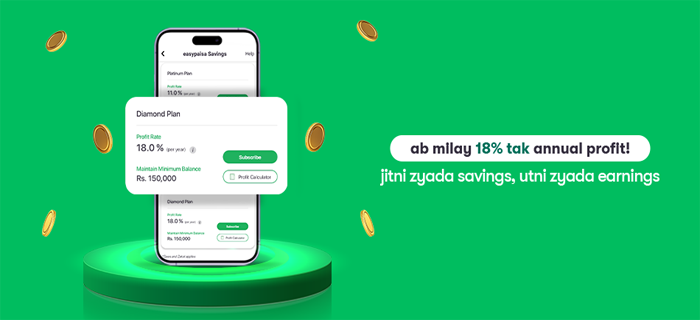 easypaisa Savings
Help
Platinum Plan
Profit Rate
11.0 % (per year)
Diamond Plan
Profit Rate
18.0 % (per year) i
Subscribe
Maintain Minimum Balance
Rs. 150,000
Profit Calculator
Diamond Plan
Profit Rate
18.0 % (per year)
Subscribe
Maintain Minimum Balance
Rs. 150,000
Profit Calculator
ab milay 18% tak annual profit!
jitni zyada savings, utni zyada earnings